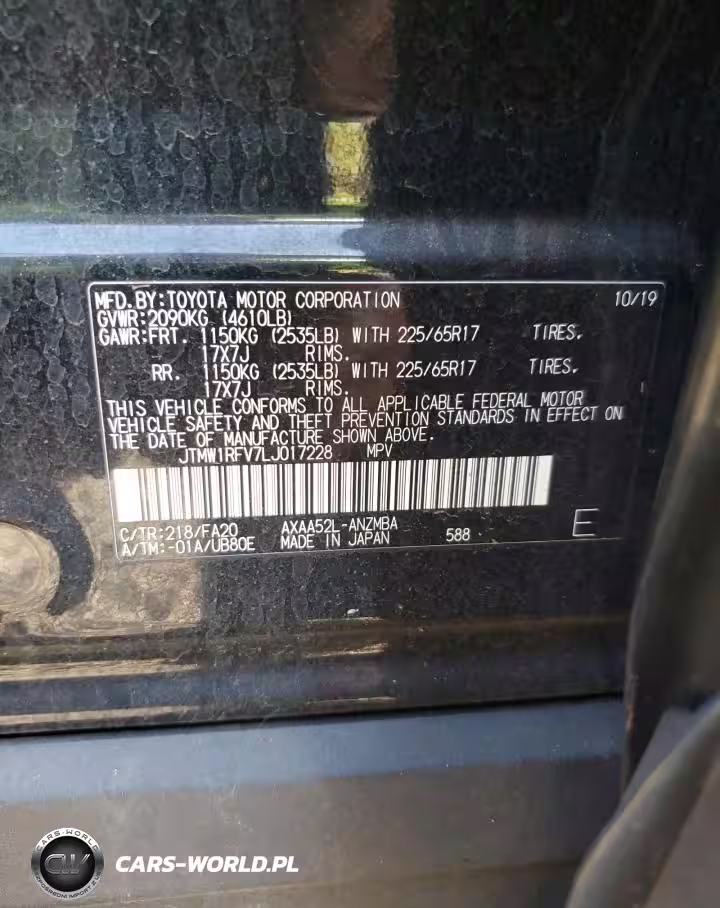 MFD.BY:TOYOTA MOTOR CORPORATION 10/19
GVWR:2090KG (4610LB)
GAWR:FRT. 1150KG (2535LB) WITH 225/65R17 TIRES.
17X7J RIMS.
RR. 1150KG (2535LB) WITH 225/65R17 TIRES.
17X7J RIMS.
THIS VEHICLE CONFORMS TO ALL APPLICABLE FEDERAL MOTOR
VEHICLE SAFETY AND THEFT PREVENTION STANDARDS IN EFFECT ON
THE DATE OF MANUFACTURE SHOWN ABOVE.
JTMW1RFV7LJ017228 MPV
C/TR:218/FA20 AXAA52L-ANZMBA E
A/TM:-01A/UB80E MADE IN JAPAN 588
CARS-WORLD
CW
CARS-WORLD.PL